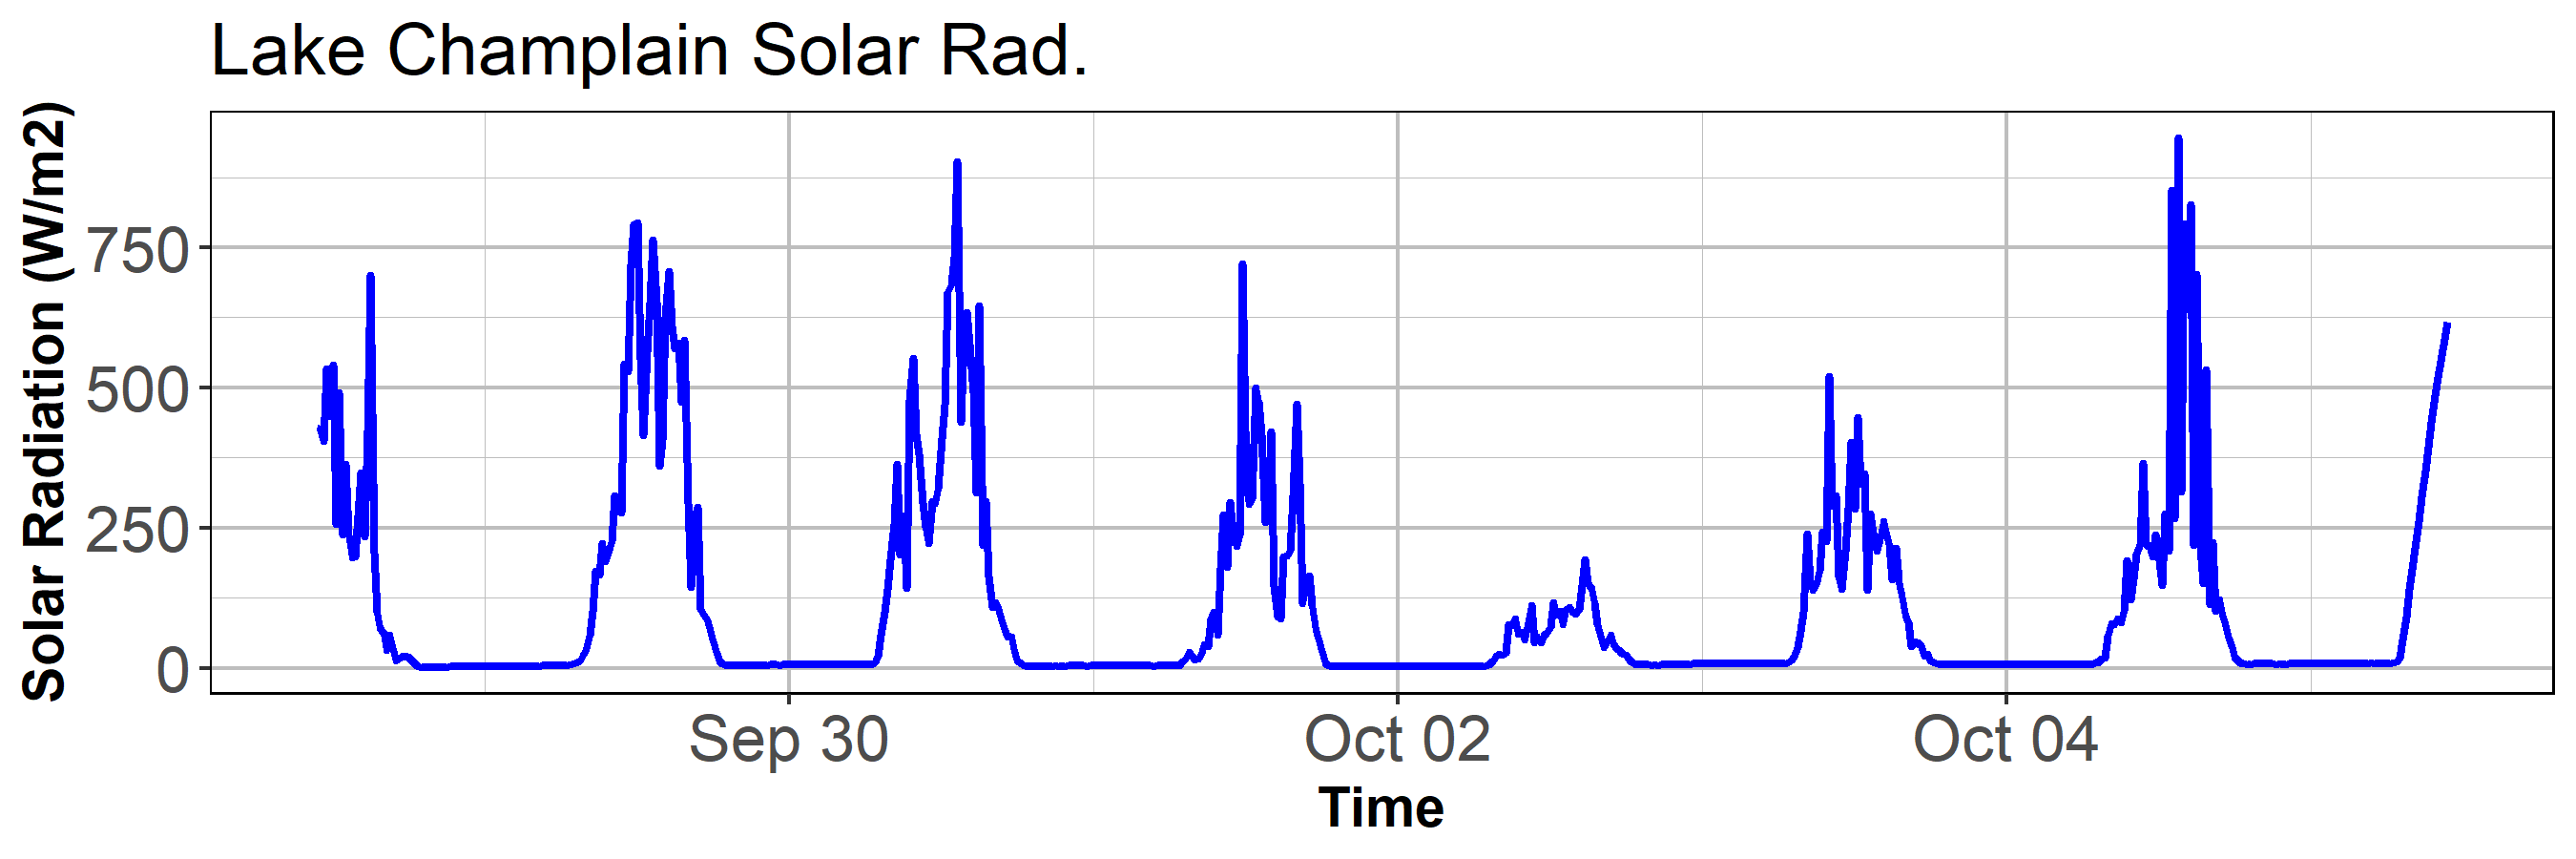 Lake Champlain Solar Rad.
Solar Radiation (W/m2)
750
500
250
0
Sep 30
Oct 02
Oct 04
Time